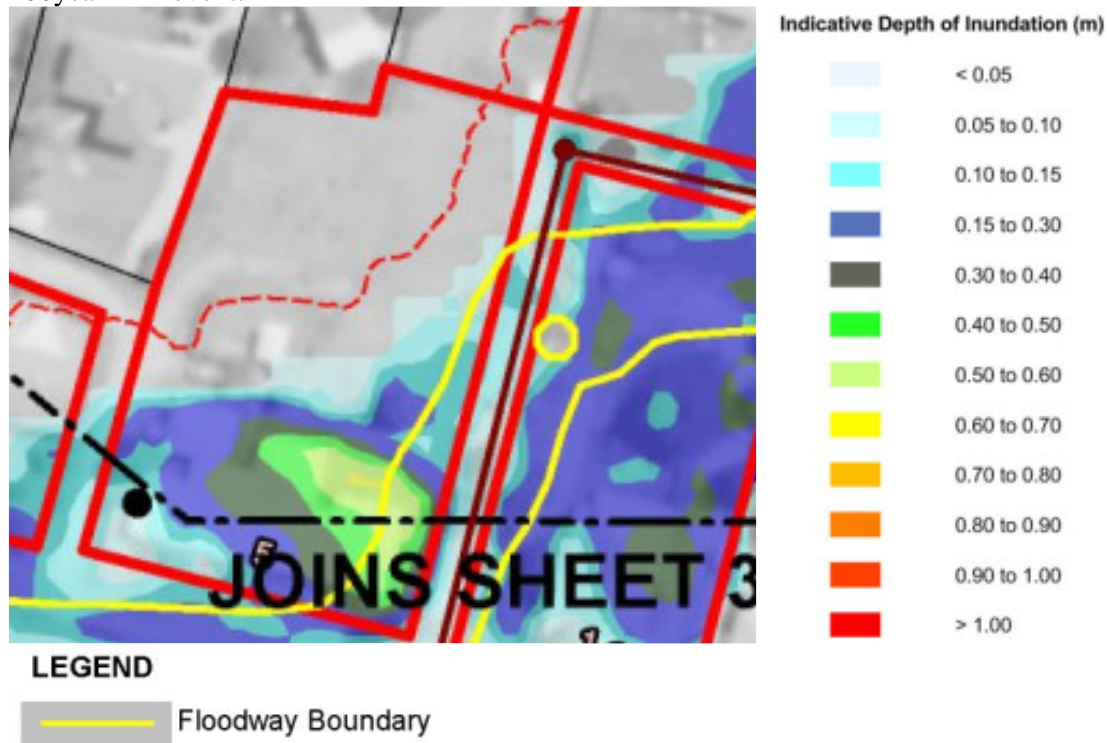 Indicative Depth of Inundation (m)
< 0.05
0.05 to 0.10
0.10 to 0.15
0.15 to 0.30
0.30 to 0.40
0.40 to 0.50
0.50 to 0.60
0.60 to 0.70
0.70 to 0.80
0.80 to 0.90
0.90 to 1.00
> 1.00
5
JOINS SHEET 3
LEGEND
Floodway Boundary